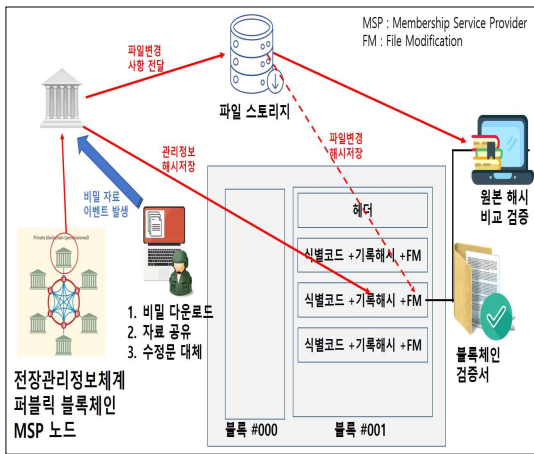 MSP : Membership Service Provider
FM : File Modification
파일변경
사항 전달
파일 스토리지
관리정보
해시저장
파일변경
해시저장
원본 해시
비교 검증
비밀 자료
이벤트 발생
Private blockchain (permissioned)
헤더
식별코드 +기록해시 +FM
식별코드 +기록해시 +FM
식별코드 +기록해시 +FM
1. 비밀 다운로드
2. 자료 공유
3. 수정문 대체
블록체인
검증서
전장관리정보체계
퍼블릭 블록체인
MSP 노드
블록 #000
블록 #001